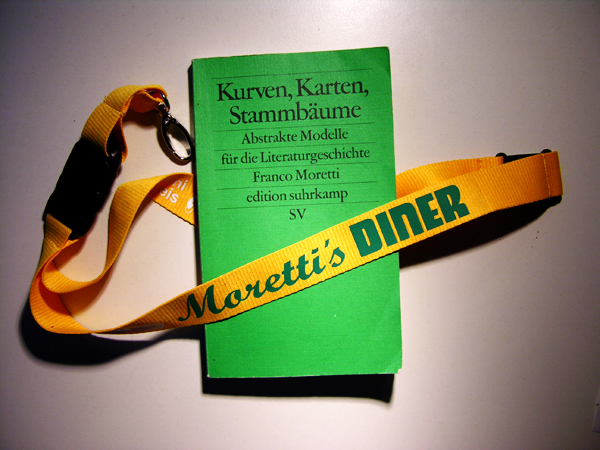 Kurven, Karten,
Stammbäume
Abstrakte Modelle
für die Literaturgeschichte
Franco Moretti
edition suhrkamp
SV
Moretti's DINER